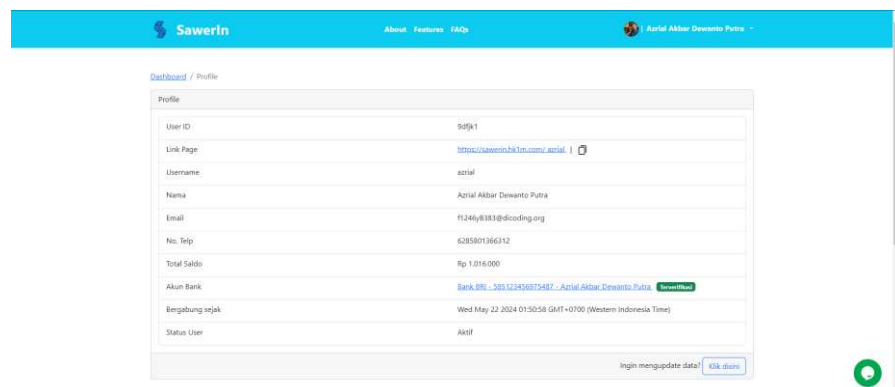 SawerIn
About Features FAQs
| Azrial Akbar Dewanto Putra
Dashboard / Profile
Profile
User ID 9dfjk1
Link Page https://sawerin.hk1m.com/ azrial |
Username azrial
Nama Azrial Akbar Dewanto Putra
Email f1246yB383@dicoding.org
No. Telp 6285801366312
Total Saldo Rp 1.016.000
Akun Bank Bank BRI - 585123456975487 - Azrial Akbar Dewanto Putra Terverifikasi
Bergabung sejak Wed May 22 2024 01:50:58 GMT+0700 (Western Indonesia Time)
Status User Aktif
Ingin mengupdate data? Klik disini